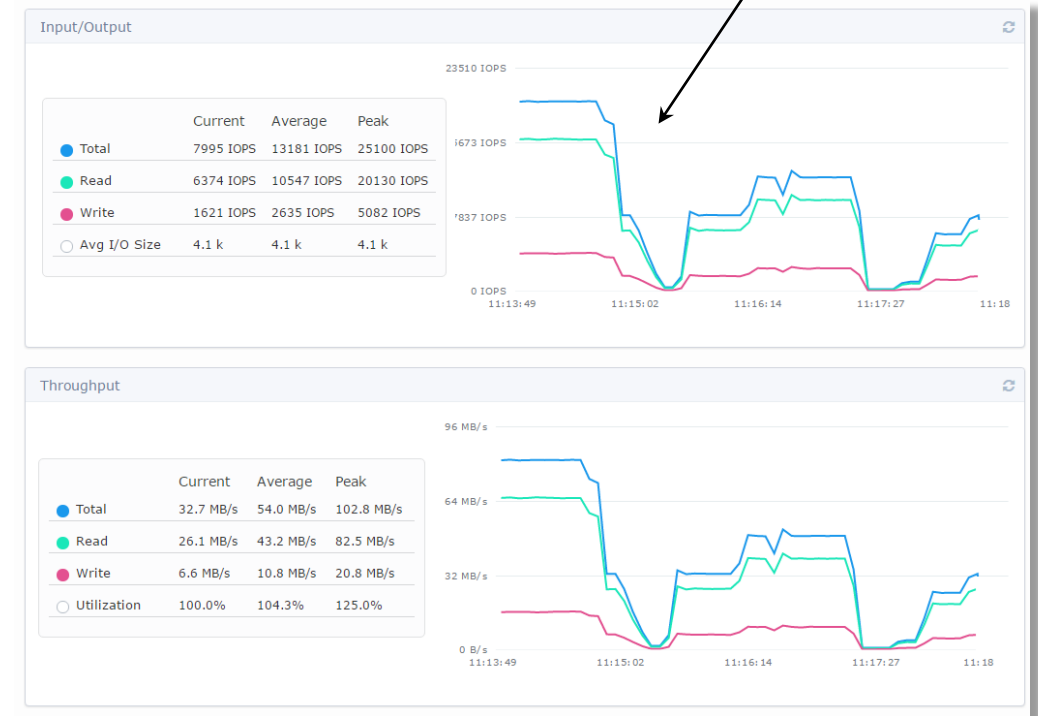 Input/Output
23510 IOPS
Current Average Peak
Total 7995 IOPS 13181 IOPS 25100 IOPS
1673 IOPS
Read 6374 IOPS 10547 IOPS 20130 IOPS
Write 1621 IOPS 2635 IOPS 5082 IOPS
7837 IOPS
Avg I/O Size 4.1 k 4.1 k 4.1 k
0 IOPS
11:13:49 11:15:02 11:16:14 11:17:27 11:18
Throughput
96 MB/s
Current Average Peak
64 MB/s
Total 32.7 MB/s 54.0 MB/s 102.8 MB/s
Read 26.1 MB/s 43.2 MB/s 82.5 MB/s
Write 6.6 MB/s 10.8 MB/s 20.8 MB/s
32 MB/s
Utilization 100.0% 104.3% 125.0%
0 B/s
11:13:49 11:15:02 11:16:14 11:17:27 11:18